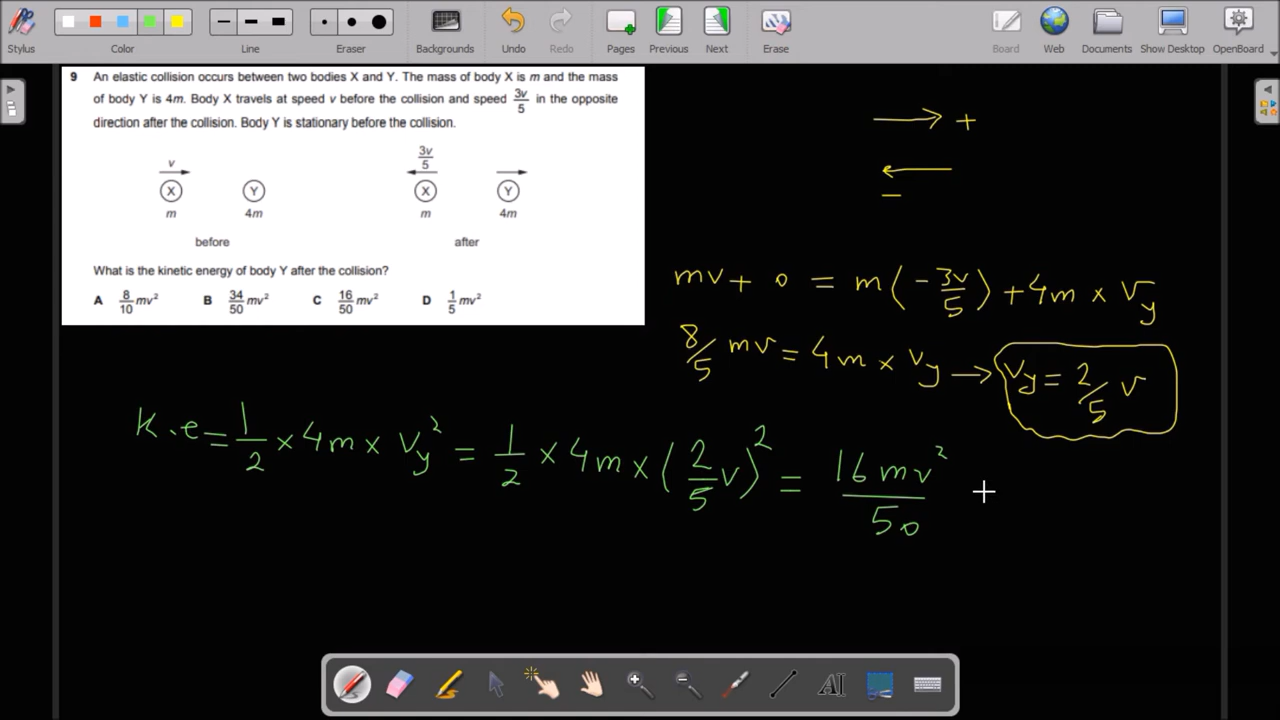 Stylus Color Line Eraser Backgrounds Undo Redo Pages Previous Next Erase Board Web Documents Show Desktop OpenBoard
9 An elastic collision occurs between two bodies X and Y. The mass of body X is m and the mass
of body Y is 4m. Body X travels at speed v before the collision and speed 3v/5 in the opposite
direction after the collision. Body Y is stationary before the collision.
v 3v/5
X Y X Y
m 4m m 4m
before after
What is the kinetic energy of body Y after the collision?
A 8/10 mv² B 34/50 mv² C 16/50 mv² D 1/5 mv²
+
−
mv + 0 = m(−3v/5) + 4m × Vy
8/5 mv = 4m × Vy → Vy = 2/5 v
K.e = 1/2 × 4m × Vy² = 1/2 × 4m × (2/5 v)² = 16mv²/50
AI